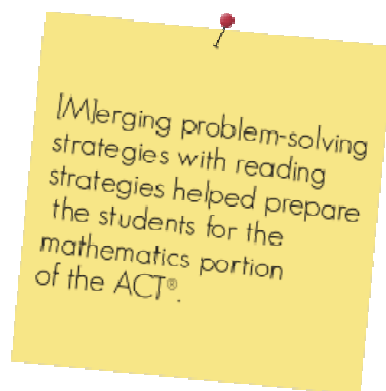 [M]erging problem-solving
strategies with reading
strategies helped prepare
the students for the
mathematics portion
of the ACT®.